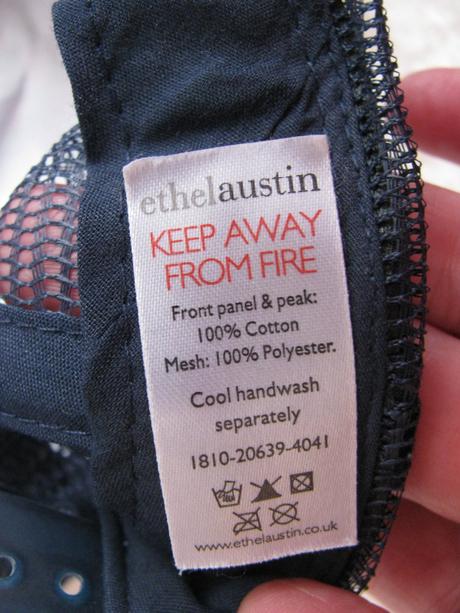 ethelaustin
KEEP AWAY
FROM FIRE
Front panel & peak:
100% Cotton
Mesh: 100% Polyester.
Cool handwash
separately
1810-20639-4041
www.ethelaustin.co.uk